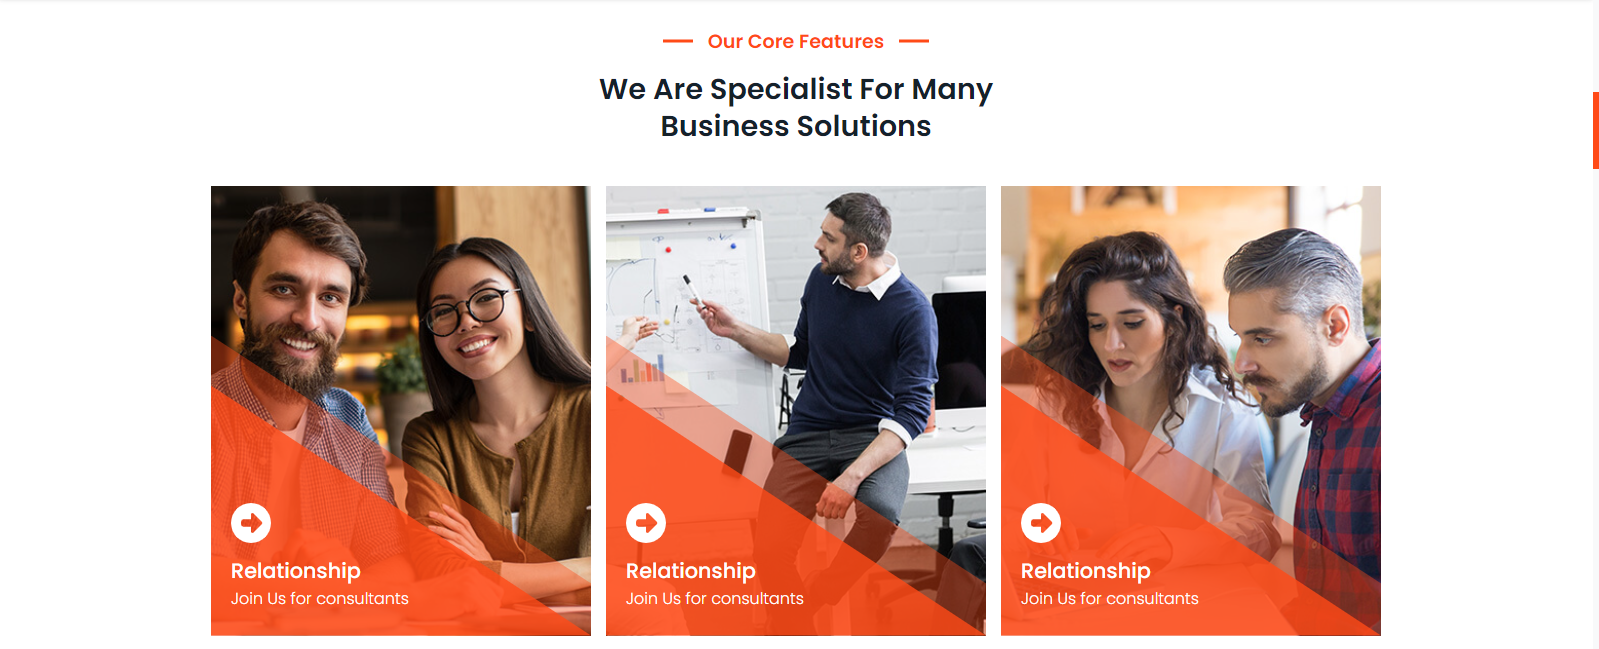 Our Core Features
We Are Specialist For Many
Business Solutions
Relationship
Join Us for consultants
Relationship
Join Us for consultants
Relationship
Join Us for consultants